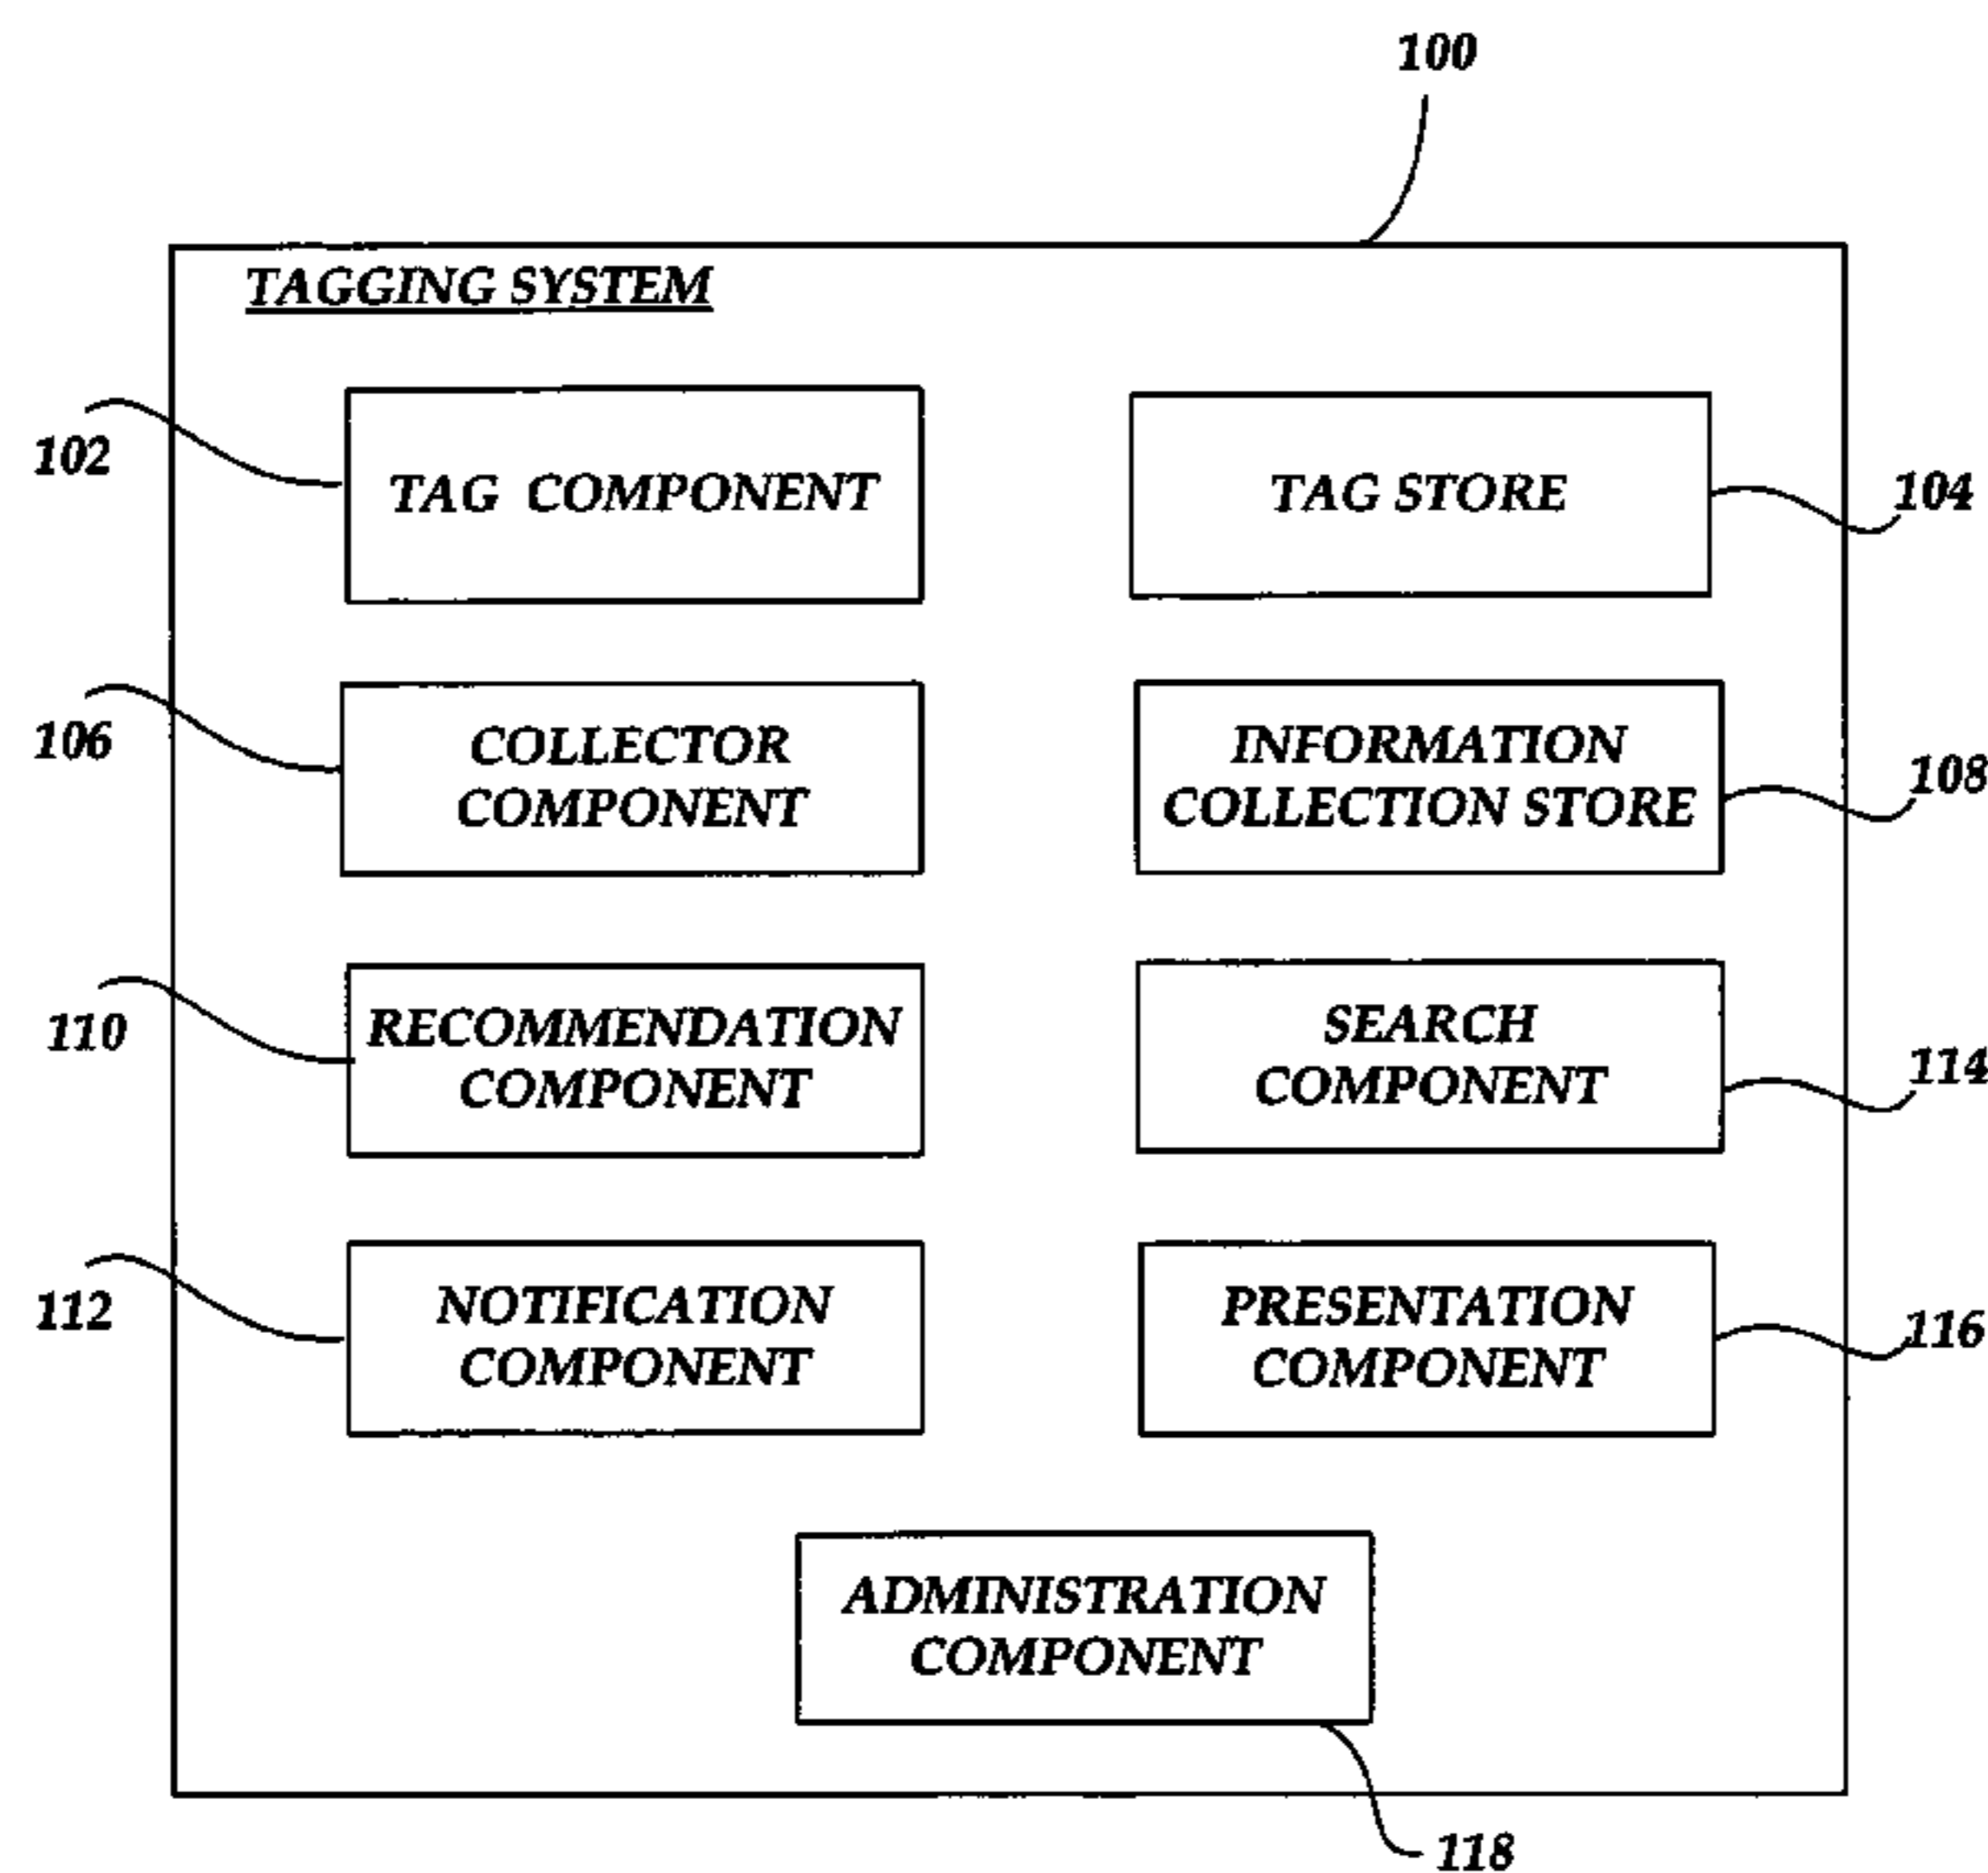 100
TAGGING SYSTEM
102
TAG COMPONENT
TAG STORE
104
106
COLLECTOR
COMPONENT
INFORMATION
COLLECTION STORE
108
110
RECOMMENDATION
COMPONENT
SEARCH
COMPONENT
114
112
NOTIFICATION
COMPONENT
PRESENTATION
COMPONENT
116
ADMINISTRATION
COMPONENT
118